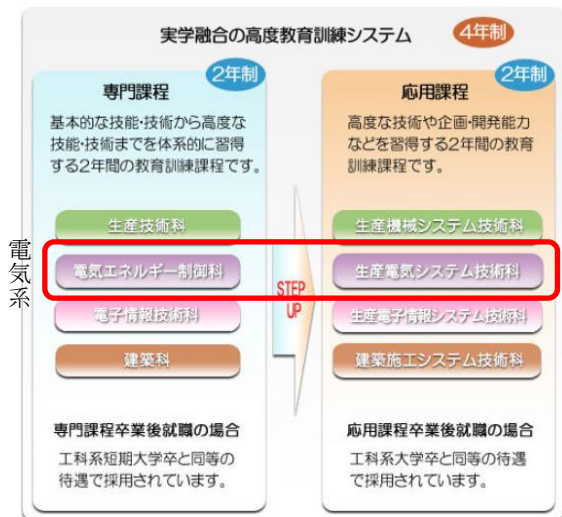 実学融合の高度教育訓練システム
4年制
2年制
専門課程
基本的な技能・技術から高度な
技能・技術までを体系的に習得
する2年間の教育訓練課程です。
生産技術科
電気エネルギー制御科
電子情報技術科
建築科
専門課程卒業後就職の場合
工科系短期大学卒と同等の
待遇で採用されています。
電気系
STEP
UP
2年制
応用課程
高度な技術や企画・開発能力
などを習得する2年間の教育
訓練課程です。
生産機械システム技術科
生産電気システム技術科
生産電子情報システム技術科
建築施工システム技術科
応用課程卒業後就職の場合
工科系大学卒と同等の待遇
で採用されています。